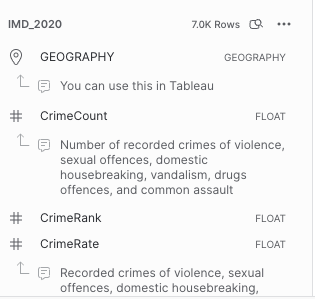 IMD_2020 7.0K Rows
GEOGRAPHY GEOGRAPHY
You can use this in Tableau
CrimeCount FLOAT
Number of recorded crimes of violence,
sexual offences, domestic
housebreaking, vandalism, drugs
offences, and common assault
CrimeRank FLOAT
CrimeRate FLOAT
Recorded crimes of violence, sexual
offences, domestic housebreaking,